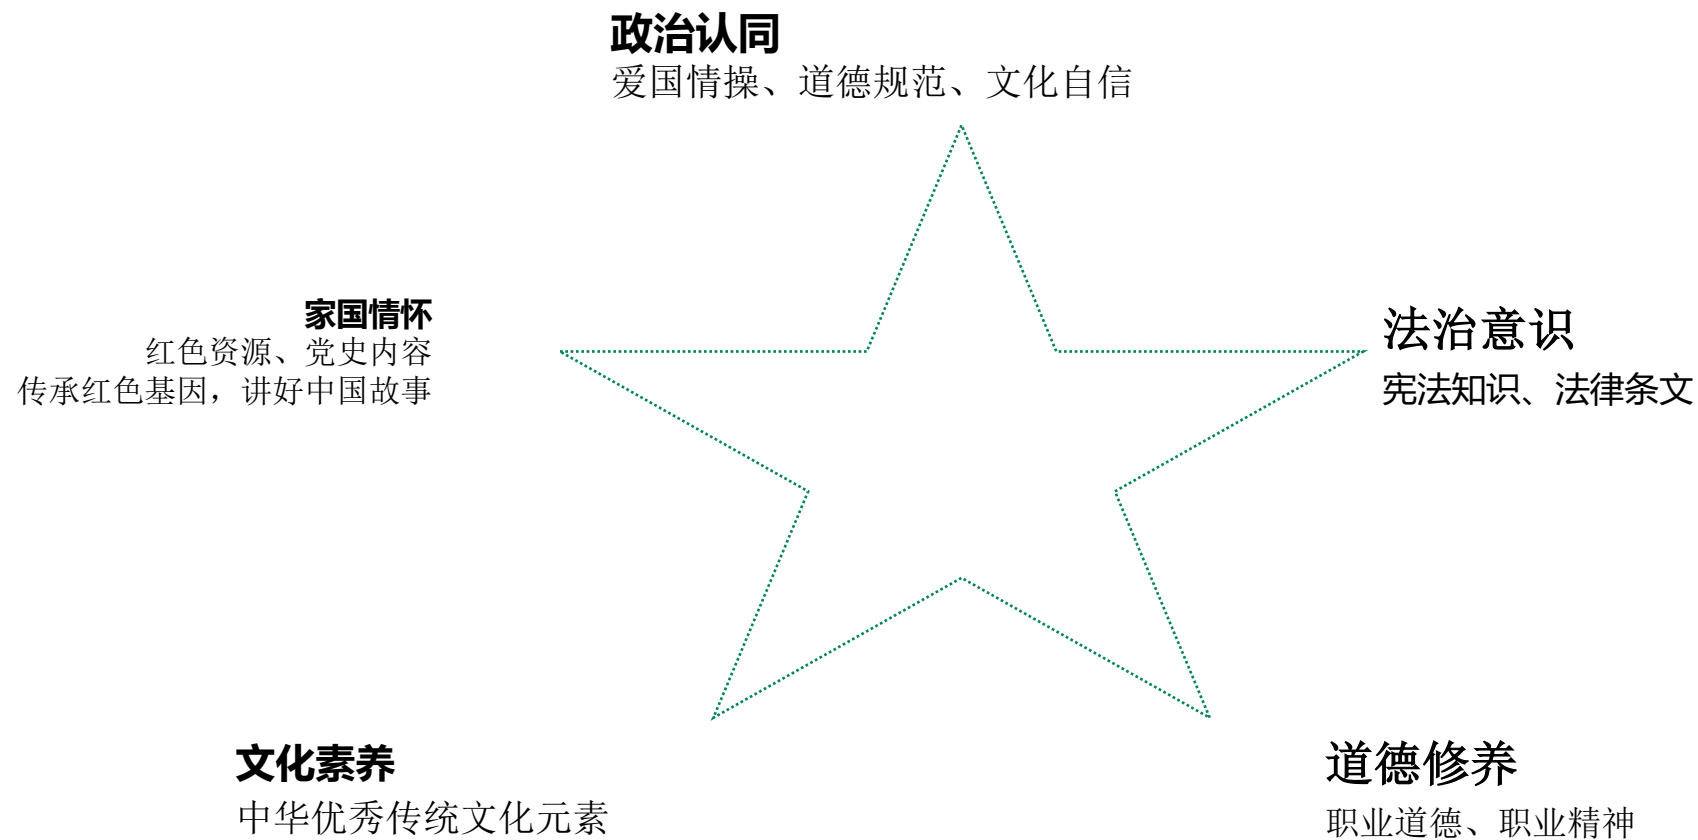 政治认同
爱国情操、道德规范、文化自信
家国情怀
红色资源、党史内容
传承红色基因，讲好中国故事
法治意识
宪法知识、法律条文
文化素养
中华优秀传统文化元素
道德修养
职业道德、职业精神